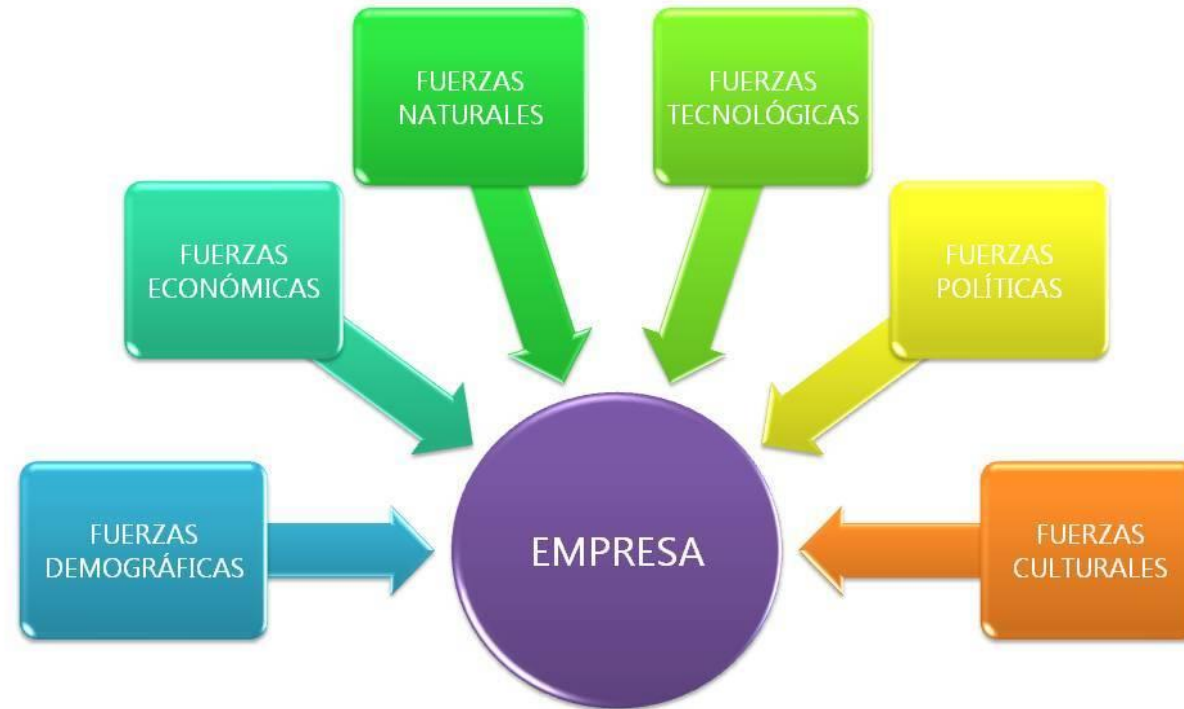 FUERZAS
NATURALES
FUERZAS
TECNOLÓGICAS
FUERZAS
ECONÓMICAS
FUERZAS
POLÍTICAS
FUERZAS
DEMOGRÁFICAS
EMPRESA
FUERZAS
CULTURALES